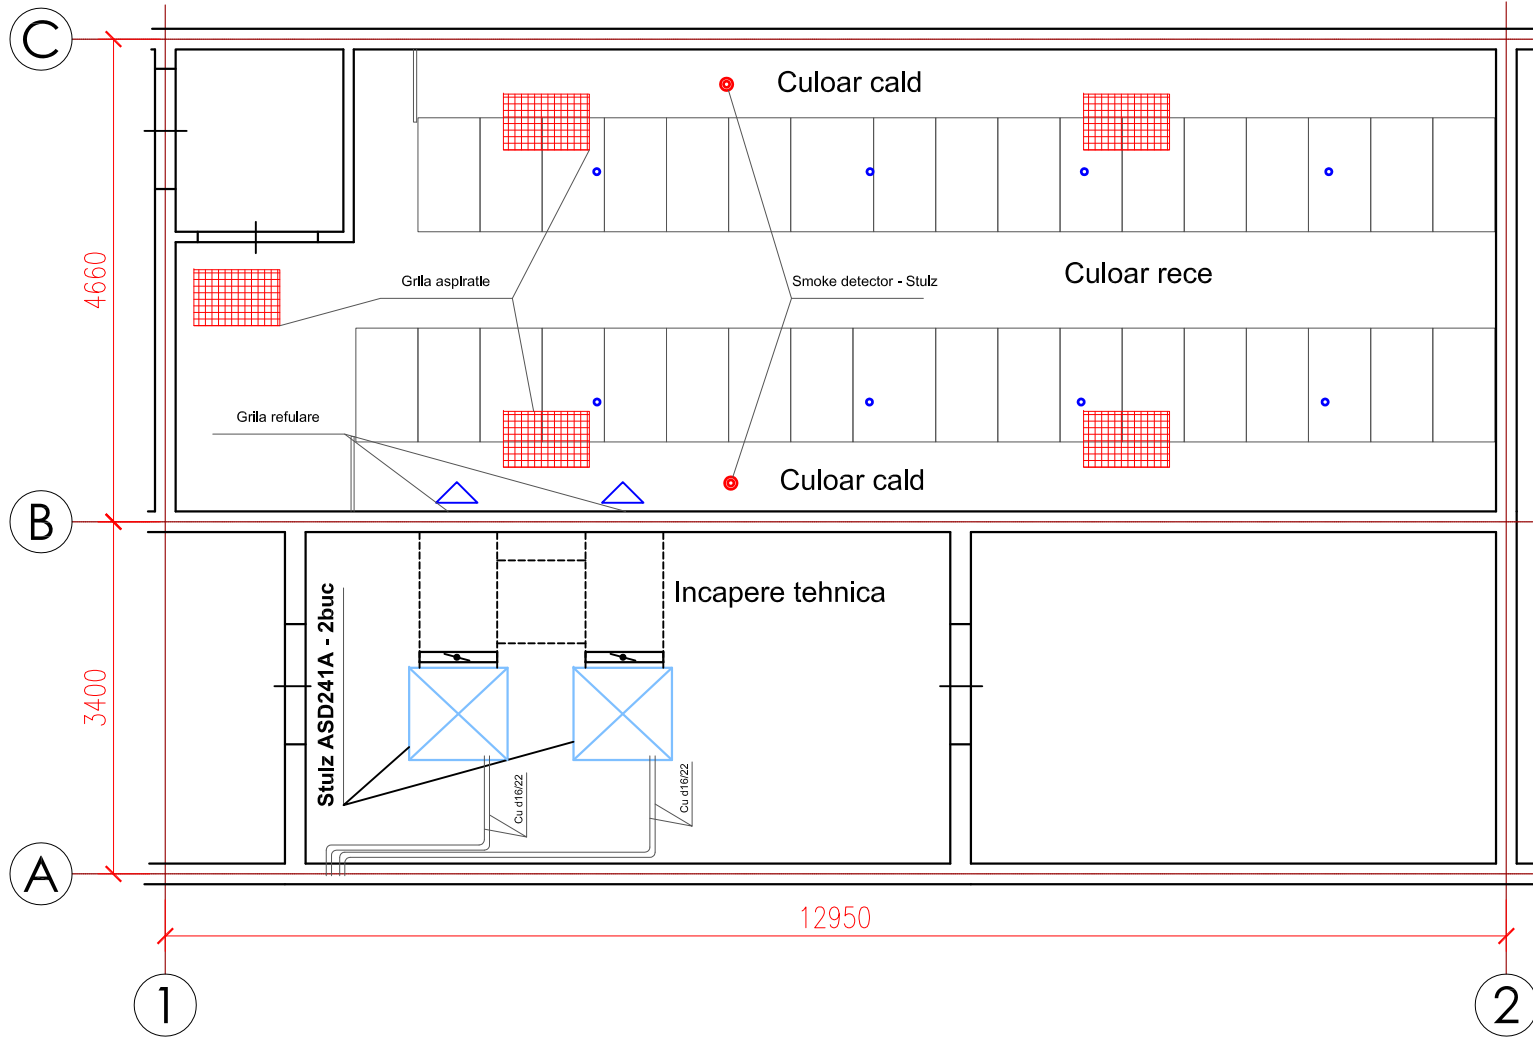 C
Culoar cald
4660
Grila aspiratie
Smoke detector - Stulz
Culoar rece
Grila refulare
Culoar cald
B
Incapere tehnica
Stulz ASD241A - 2buc
3400
Cu d16/22
Cu d16/22
A
12950
1
2